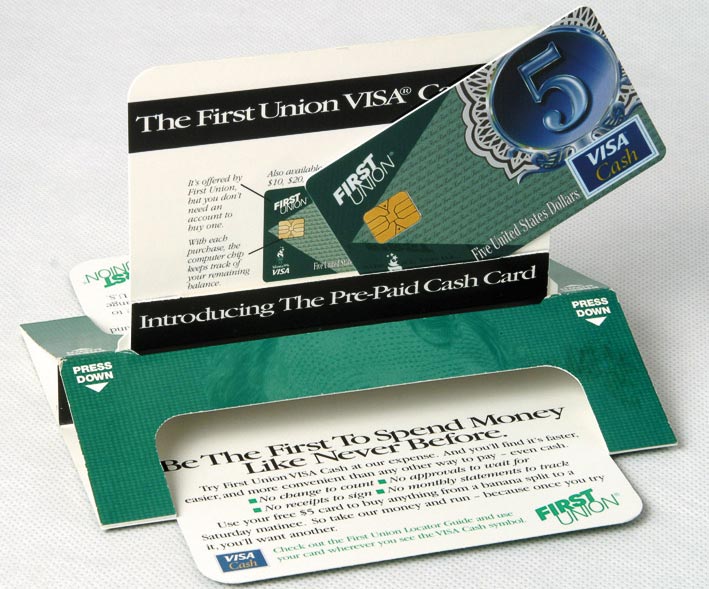 The First Union VISA® Ca
It's offered by
First Union,
but you don't
need an
account to
buy one.
With each
purchase, the
computer chip
keeps track of
your remaining
balance.
Also available
$10, $20.
FIRST
UNION
VISA
Five United Sta
FIRST
UNION
5
VISA
Cash
Five United States Dollars
Introducing The Pre-Paid Cash Card
FIRST
UNION
PRESS
DOWN
PRESS
DOWN
Be The First To Spend Money
Like Never Before.
Try First Union VISA Cash at our expense. And you'll find it's faster,
easier, and more convenient than any other way to pay - even cash.
■ No change to count ■ No approvals to wait for
■ No receipts to sign ■ No monthly statements to track
Use your free $5 card to buy anything from a banana split to a
Saturday matinee. So take our money and run - because once you try
it, you'll want another.
VISA
Cash
Check out the First Union Locator Guide and use
your card wherever you see the VISA Cash symbol.
FIRST
UNION®